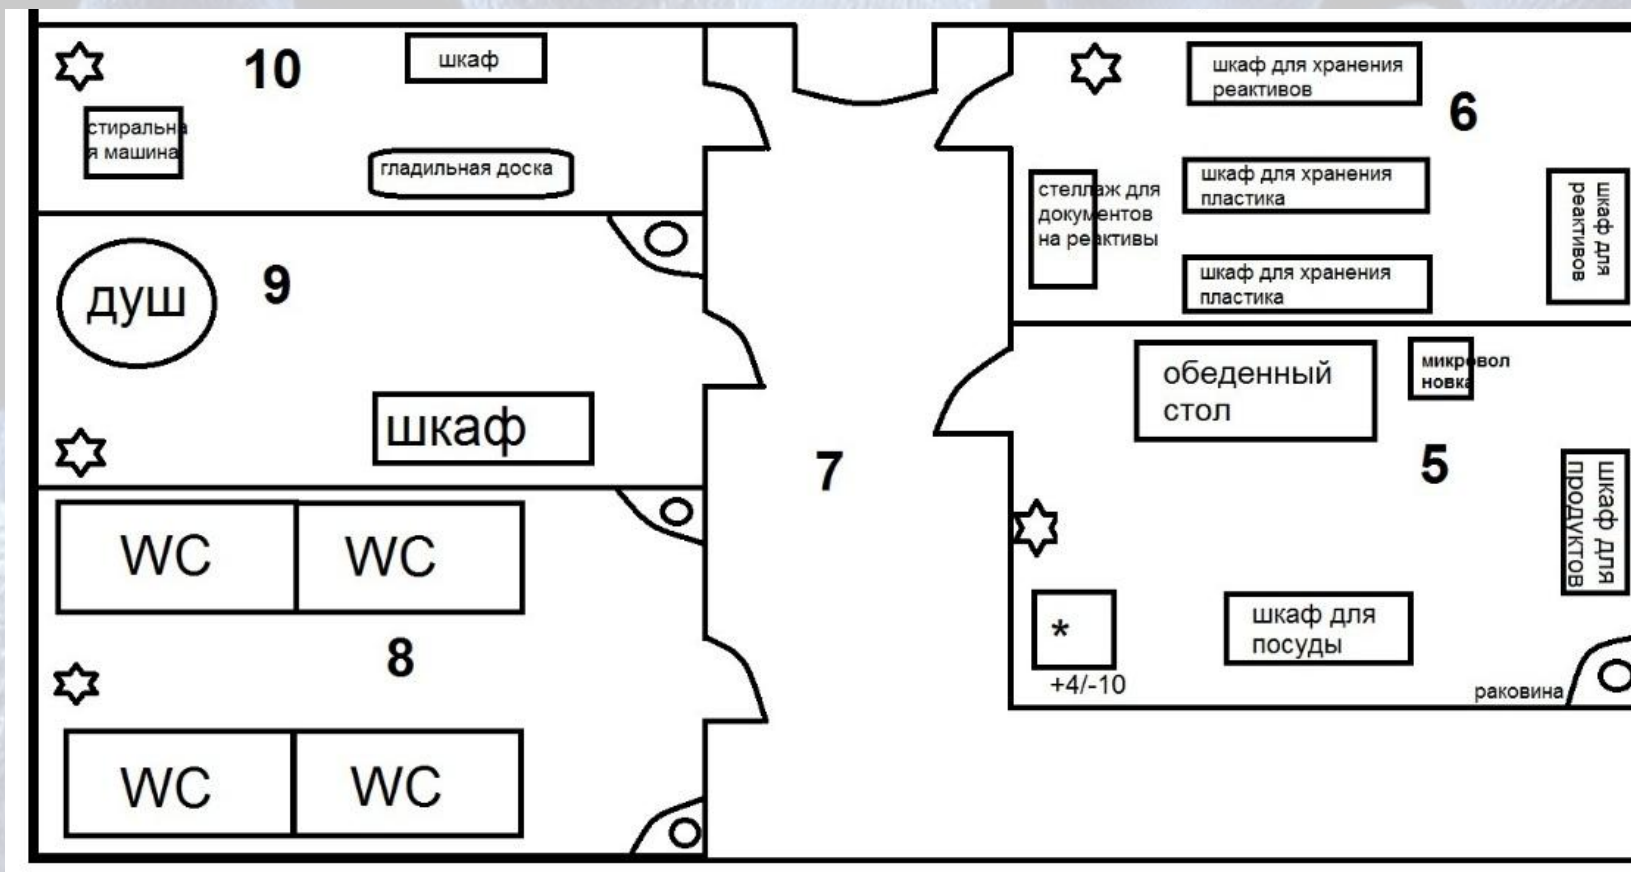 10
шкаф
стиральна
я машина
гладильная доска
9
душ
шкаф
WC
WC
8
WC
WC
7
6
шкаф для хранения
реактивов
стеллаж для
документов
на реактивы
шкаф для хранения
пластика
шкаф для хранения
пластика
шкаф для
реактивов
обеденный
стол
микровол
новка
5
шкаф для
продуктов
*
+4/-10
шкаф для
посуды
раковина